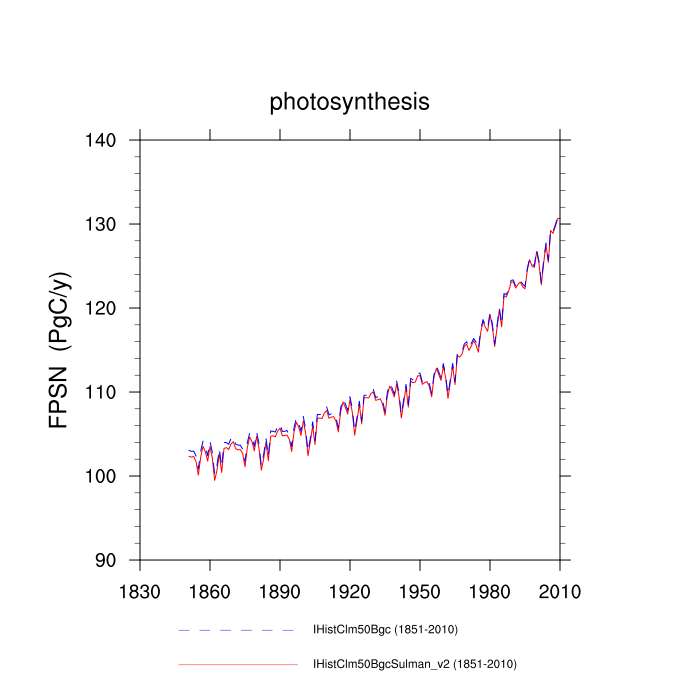 photosynthesis
140
130
120
110
100
90
FPSN (PgC/y)
1830 1860 1890 1920 1950 1980 2010
IHistClm50Bgc (1851-2010)
IHistClm50BgcSulman_v2 (1851-2010)